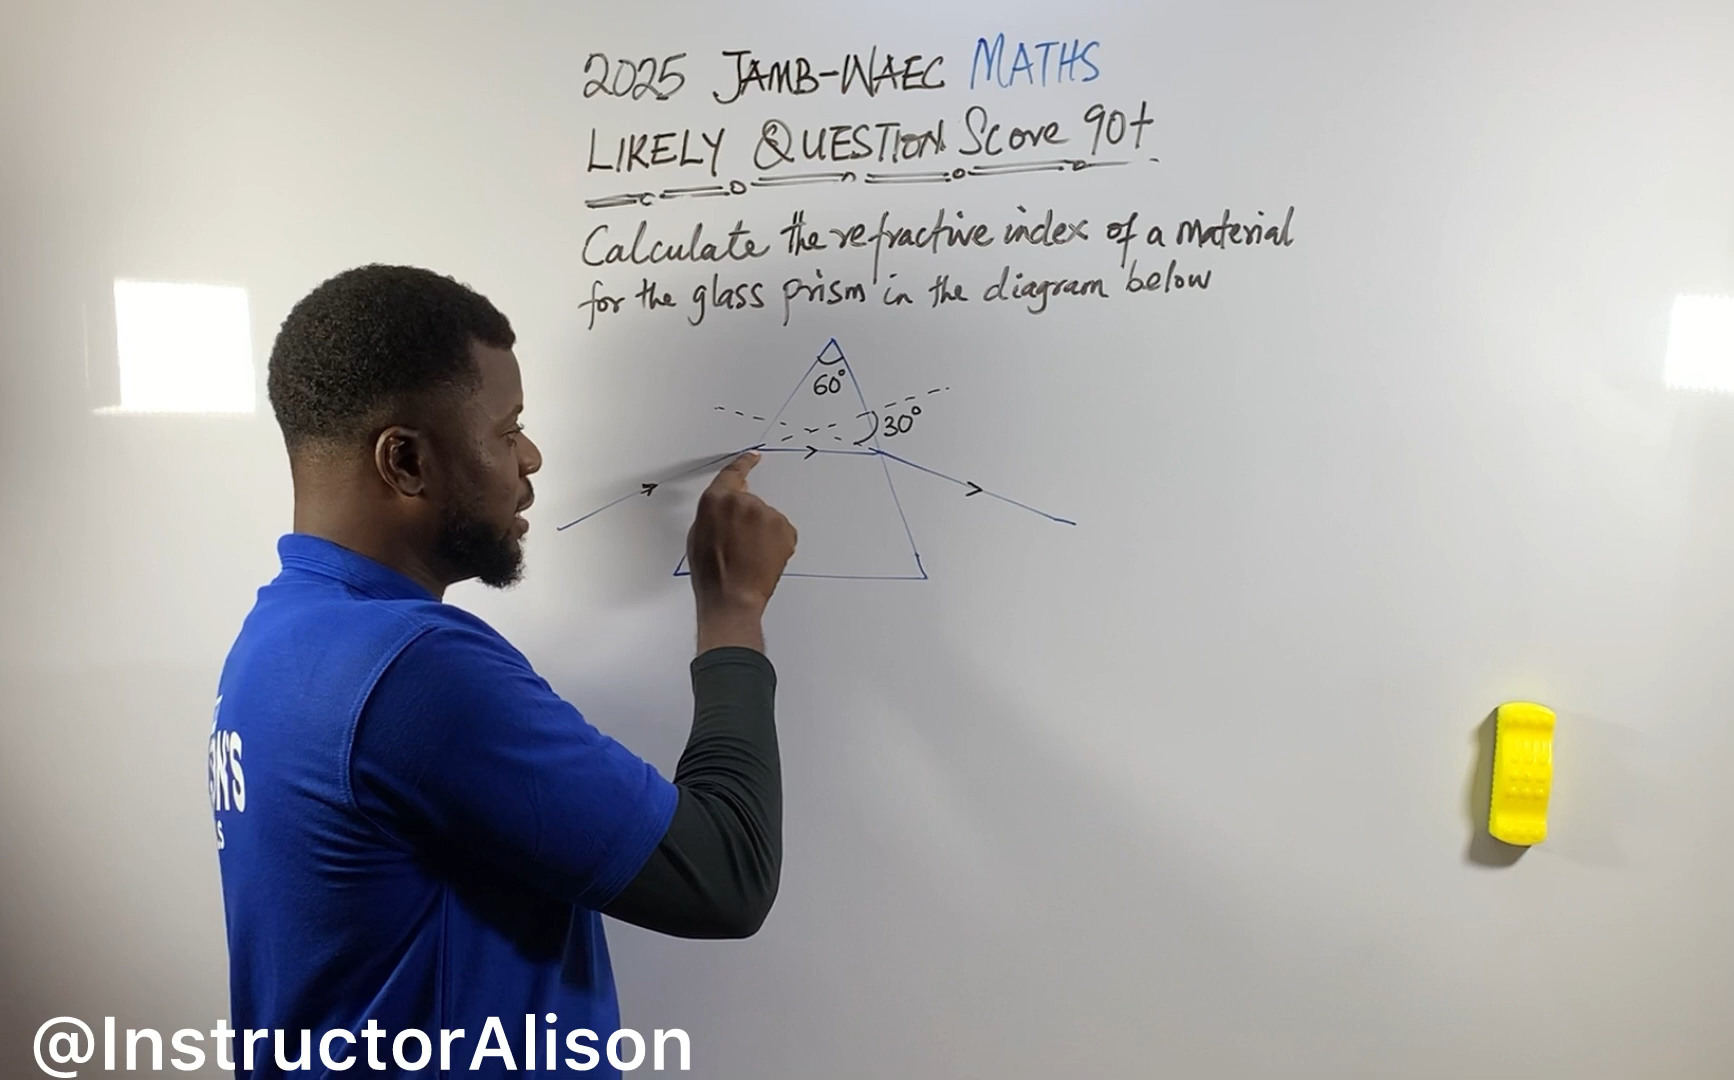 2025 JAMB-WAEC MATHS
LIKELY QUESTION Score 90+
Calculate the refractive index of a material
for the glass prism in the diagram below
60°
30°
@InstructorAlison